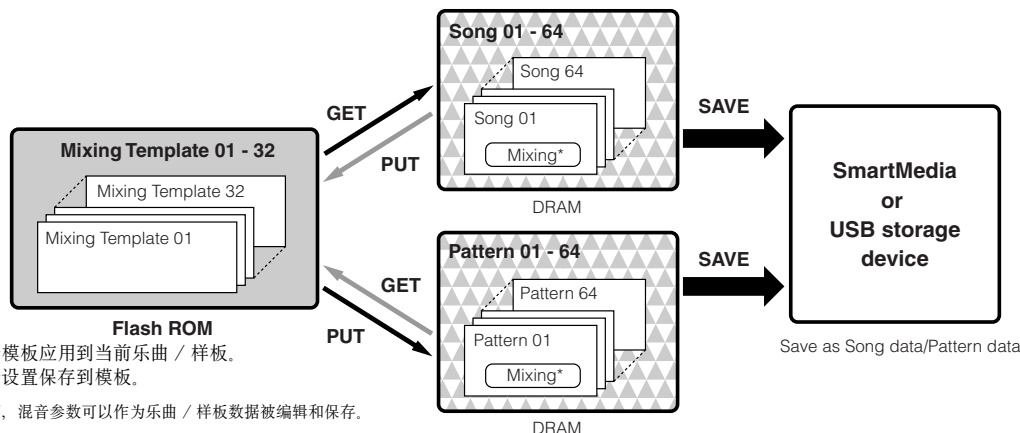 Song 01 - 64
Song 64
Song 01
Mixing*
DRAM
GET
PUT
SAVE
Mixing Template 01 - 32
Mixing Template 32
Mixing Template 01
Flash ROM
SmartMedia
or
USB storage
device
Save as Song data/Pattern data
Pattern 01 - 64
Pattern 64
Pattern 01
Mixing*
DRAM
GET
PUT
SAVE
模板应用到当前乐曲 / 样板。
设置保存到模板。
，混音参数可以作为乐曲 / 样板数据被编辑和保存。